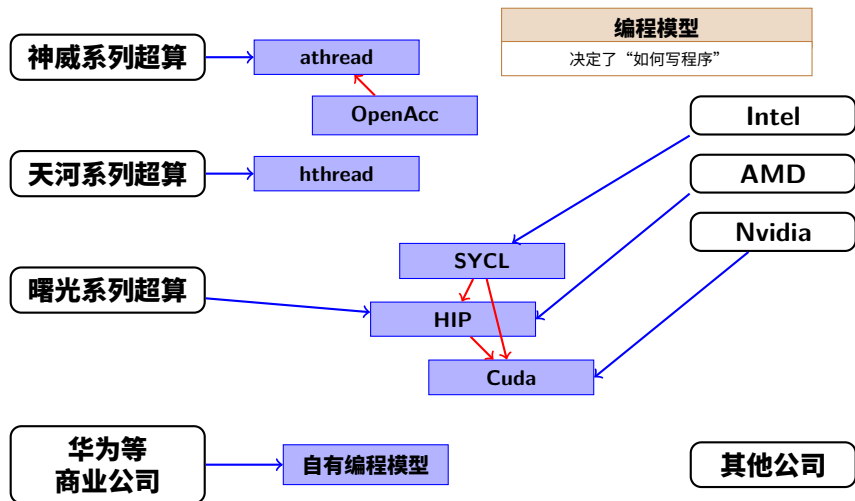 编程模型
决定了“如何写程序”
神威系列超算
athread
OpenAcc
Intel
天河系列超算
hthread
AMD
Nvidia
SYCL
曙光系列超算
HIP
Cuda
华为等
商业公司
自有编程模型
其他公司